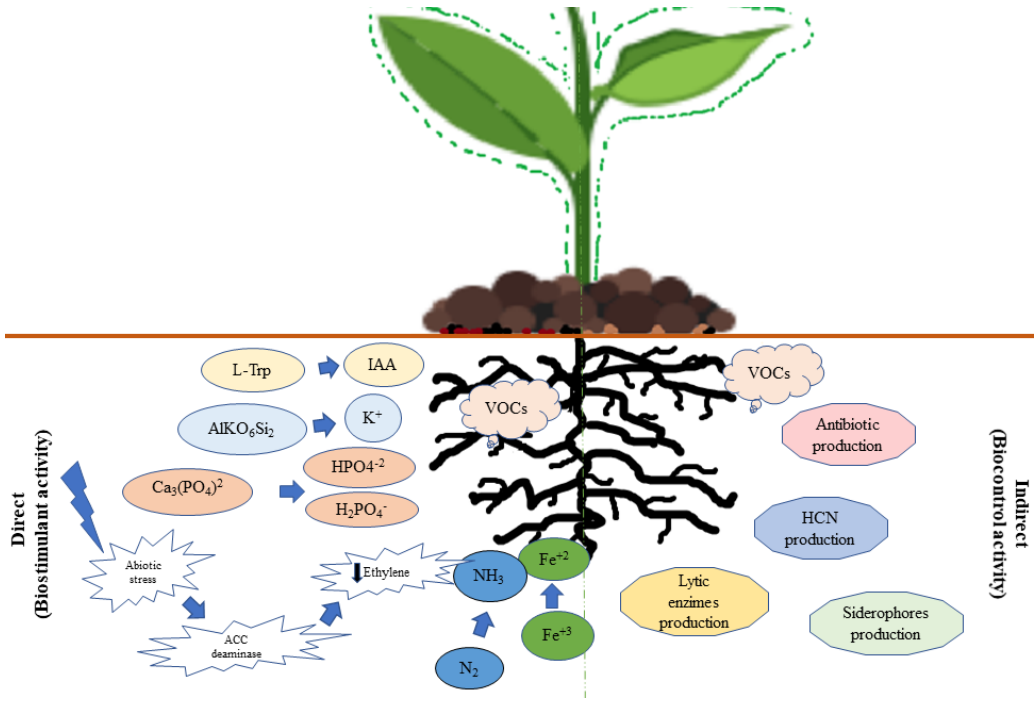 L-Trp
IAA
VOCs
VOCs
AlKO₆Si₂
K⁺
Antibiotic
production
HPO4⁻²
Ca₃(PO₄)²
H₂PO₄⁻
Direct
(Biostimulant activity)
Indirect
(Biocontrol activity)
HCN
production
Abiotic
stress
Ethylene
NH₃
Fe⁺²
Lytic
enzimes
production
Siderophores
production
ACC
deaminase
Fe⁺³
N₂